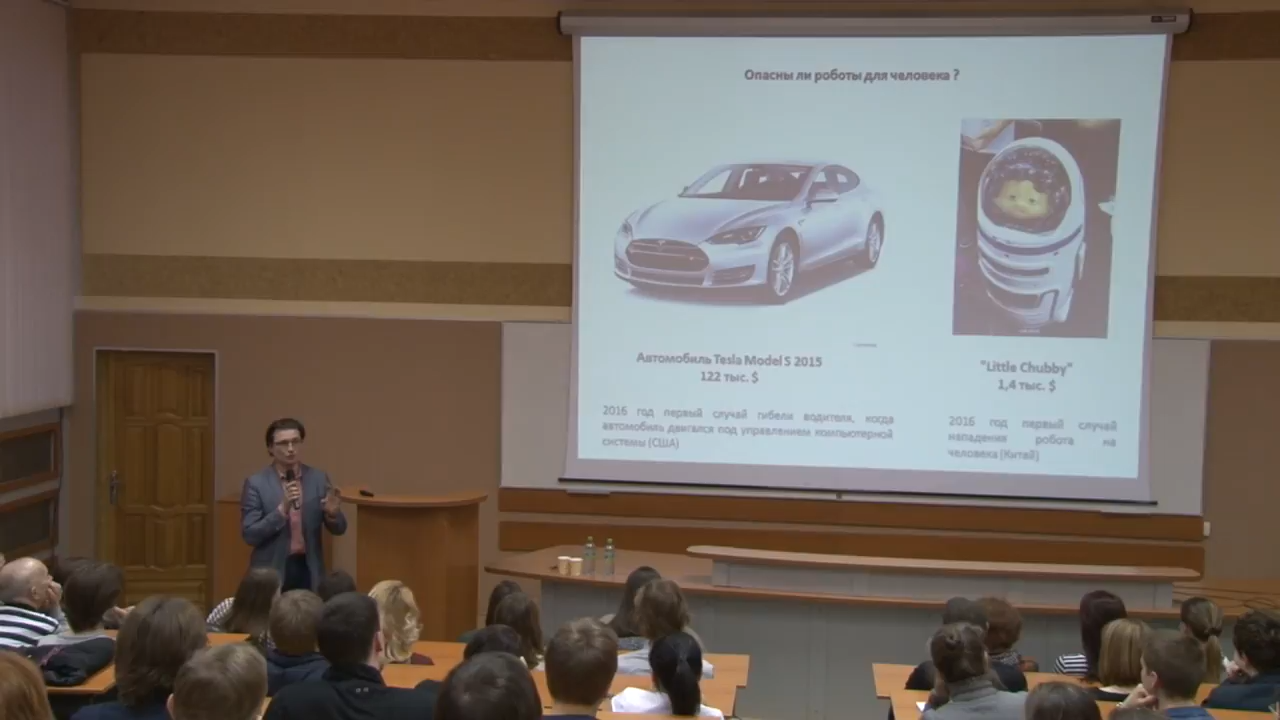 Опасны ли роботы для человека ?
Автомобиль Tesla Model S 2015
122 тыс. $
2016 год первый случай гибели водителя, когда
автомобиль двигался под управлением компьютерной
системы (США)
"Little Chubby"
1,4 тыс. $
2016 год первый случай
нападения робота на
человека (Китай)